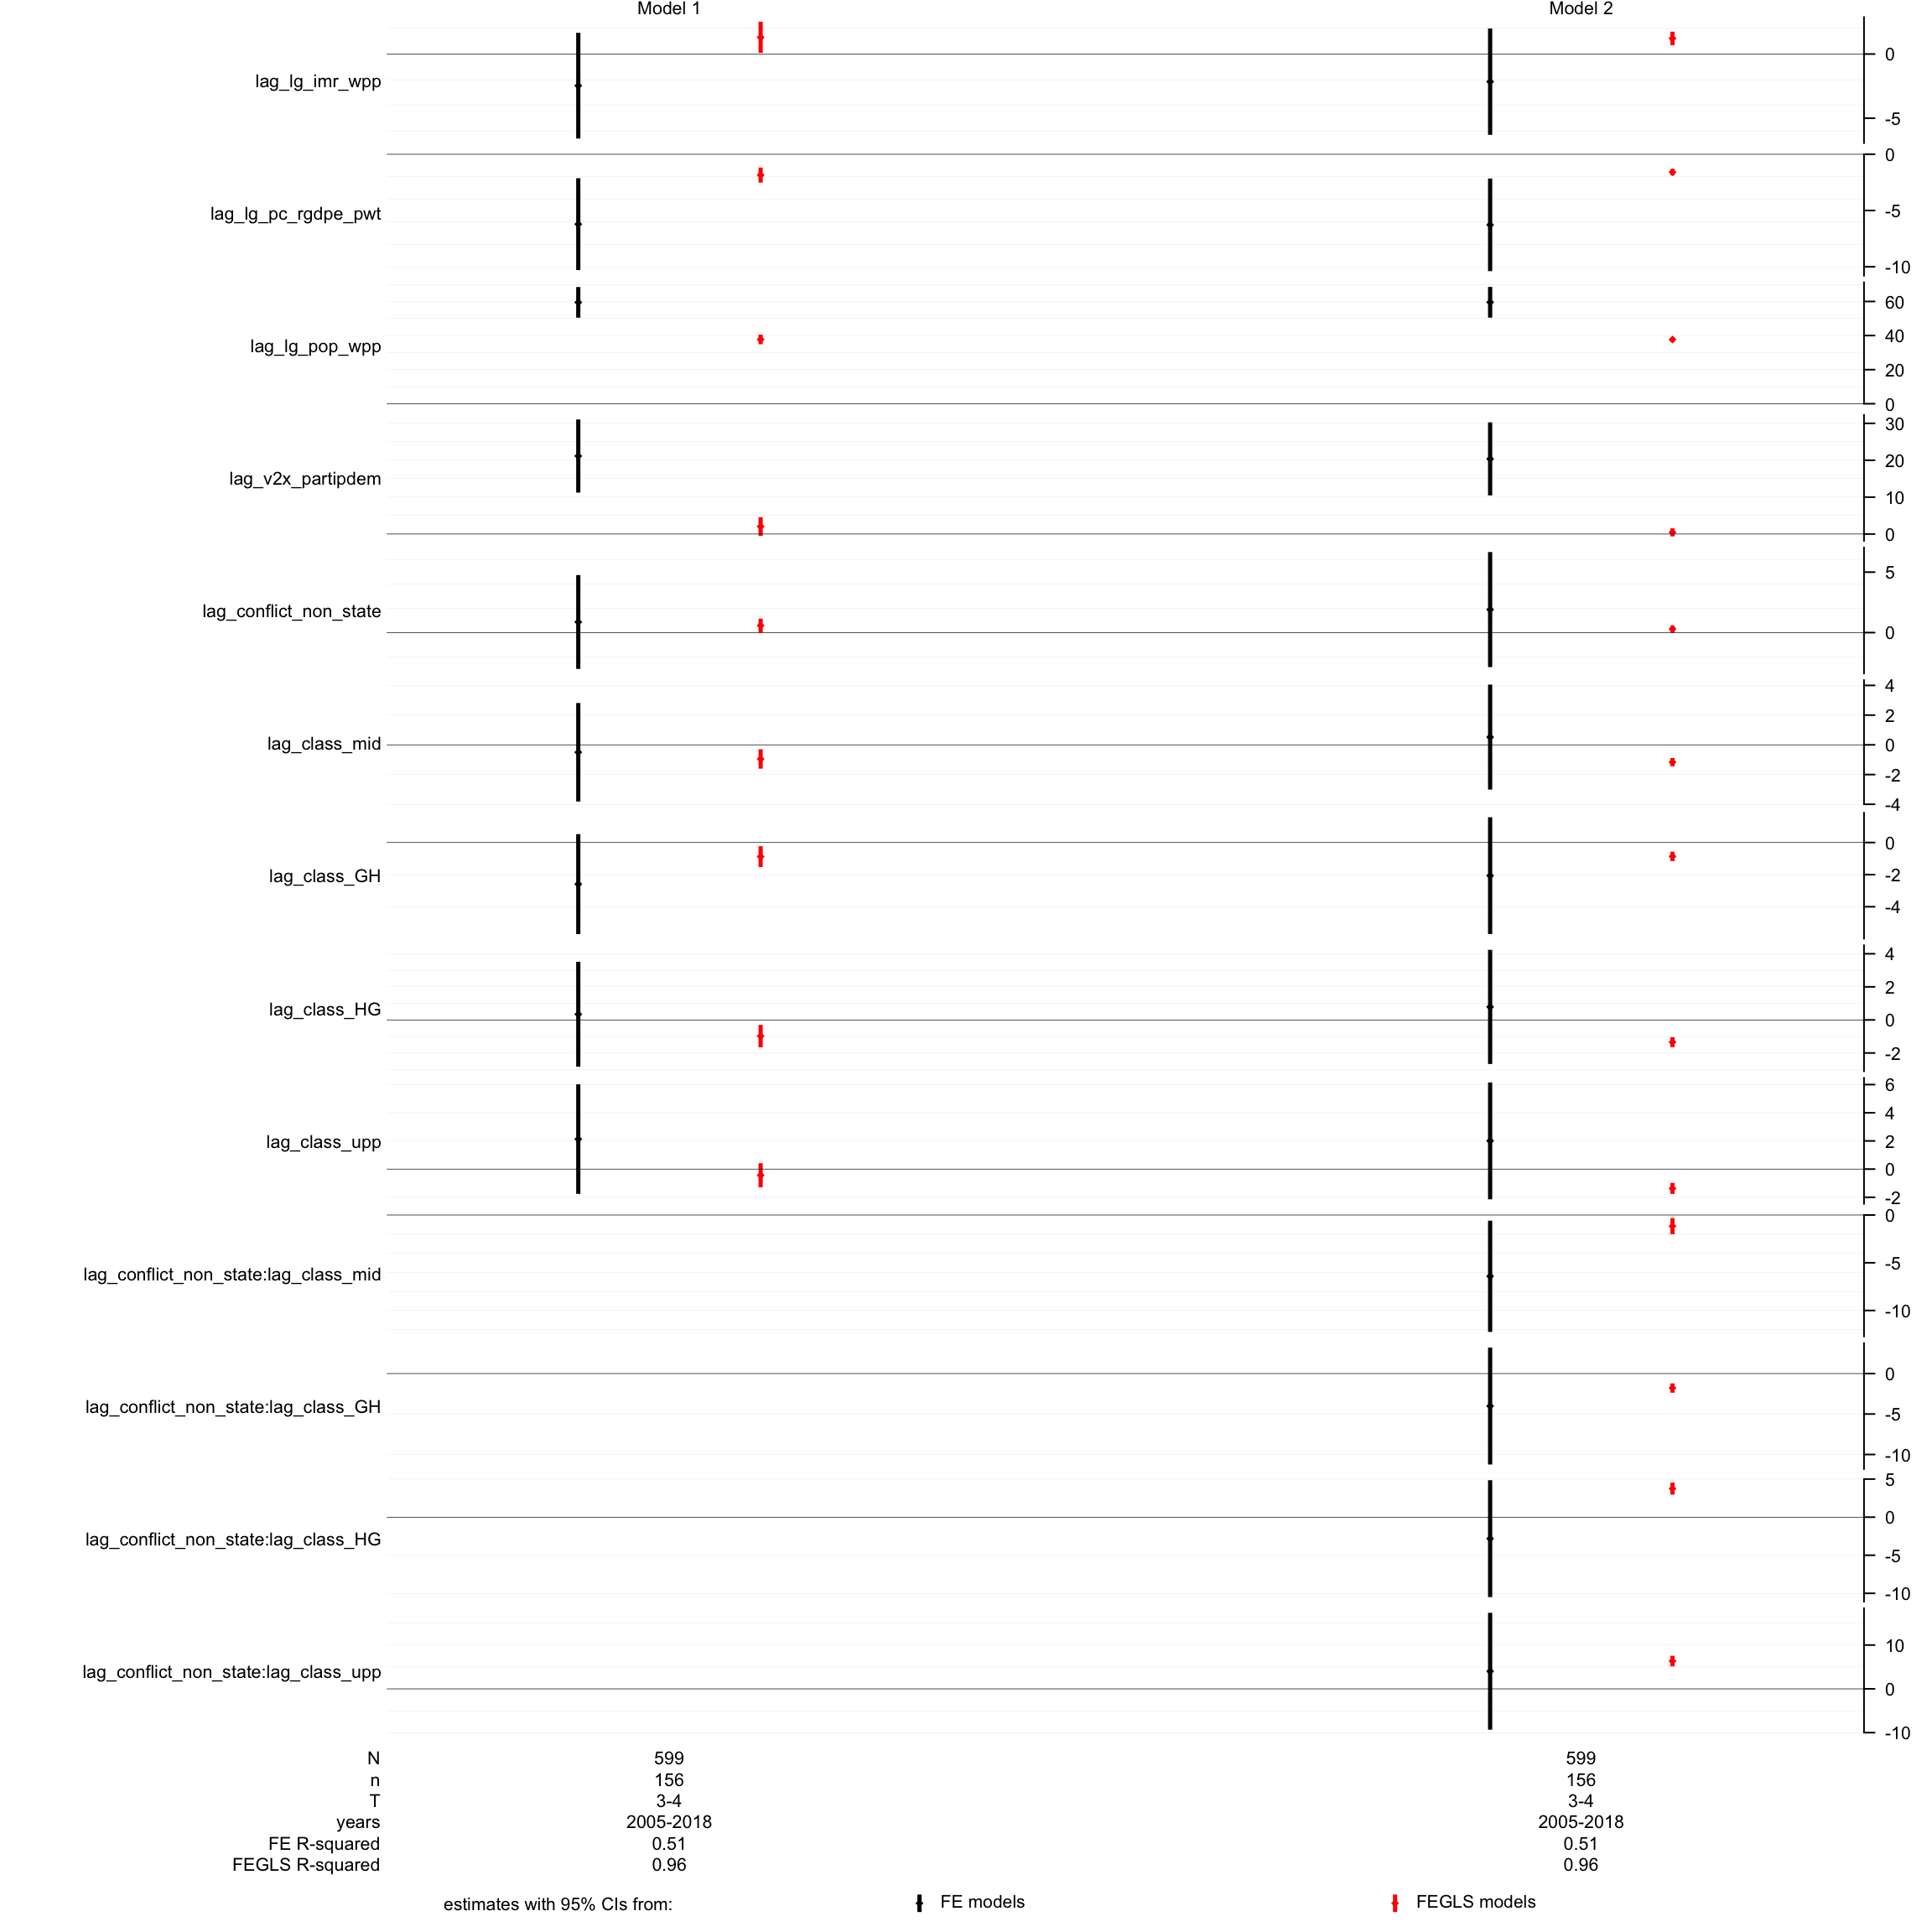 Model 1 Model 2
lag_lg_imr_wpp
0
-5
lag_lg_pc_rgdpe_pwt
0
-5
-10
lag_lg_pop_wpp
60
40
20
0
lag_v2x_partipdem
30
20
10
0
lag_conflict_non_state
5
0
lag_class_mid
4
2
0
-2
-4
lag_class_GH
0
-2
-4
lag_class_HG
4
2
0
-2
lag_class_upp
6
4
2
0
-2
lag_conflict_non_state:lag_class_mid
0
-5
-10
lag_conflict_non_state:lag_class_GH
0
-5
-10
lag_conflict_non_state:lag_class_HG
5
0
-5
-10
lag_conflict_non_state:lag_class_upp
10
0
-10
N 599 599
n 156 156
T 3-4 3-4
years 2005-2018 2005-2018
FE R-squared 0.51 0.51
FEGLS R-squared 0.96 0.96
estimates with 95% CIs from: FE models FEGLS models